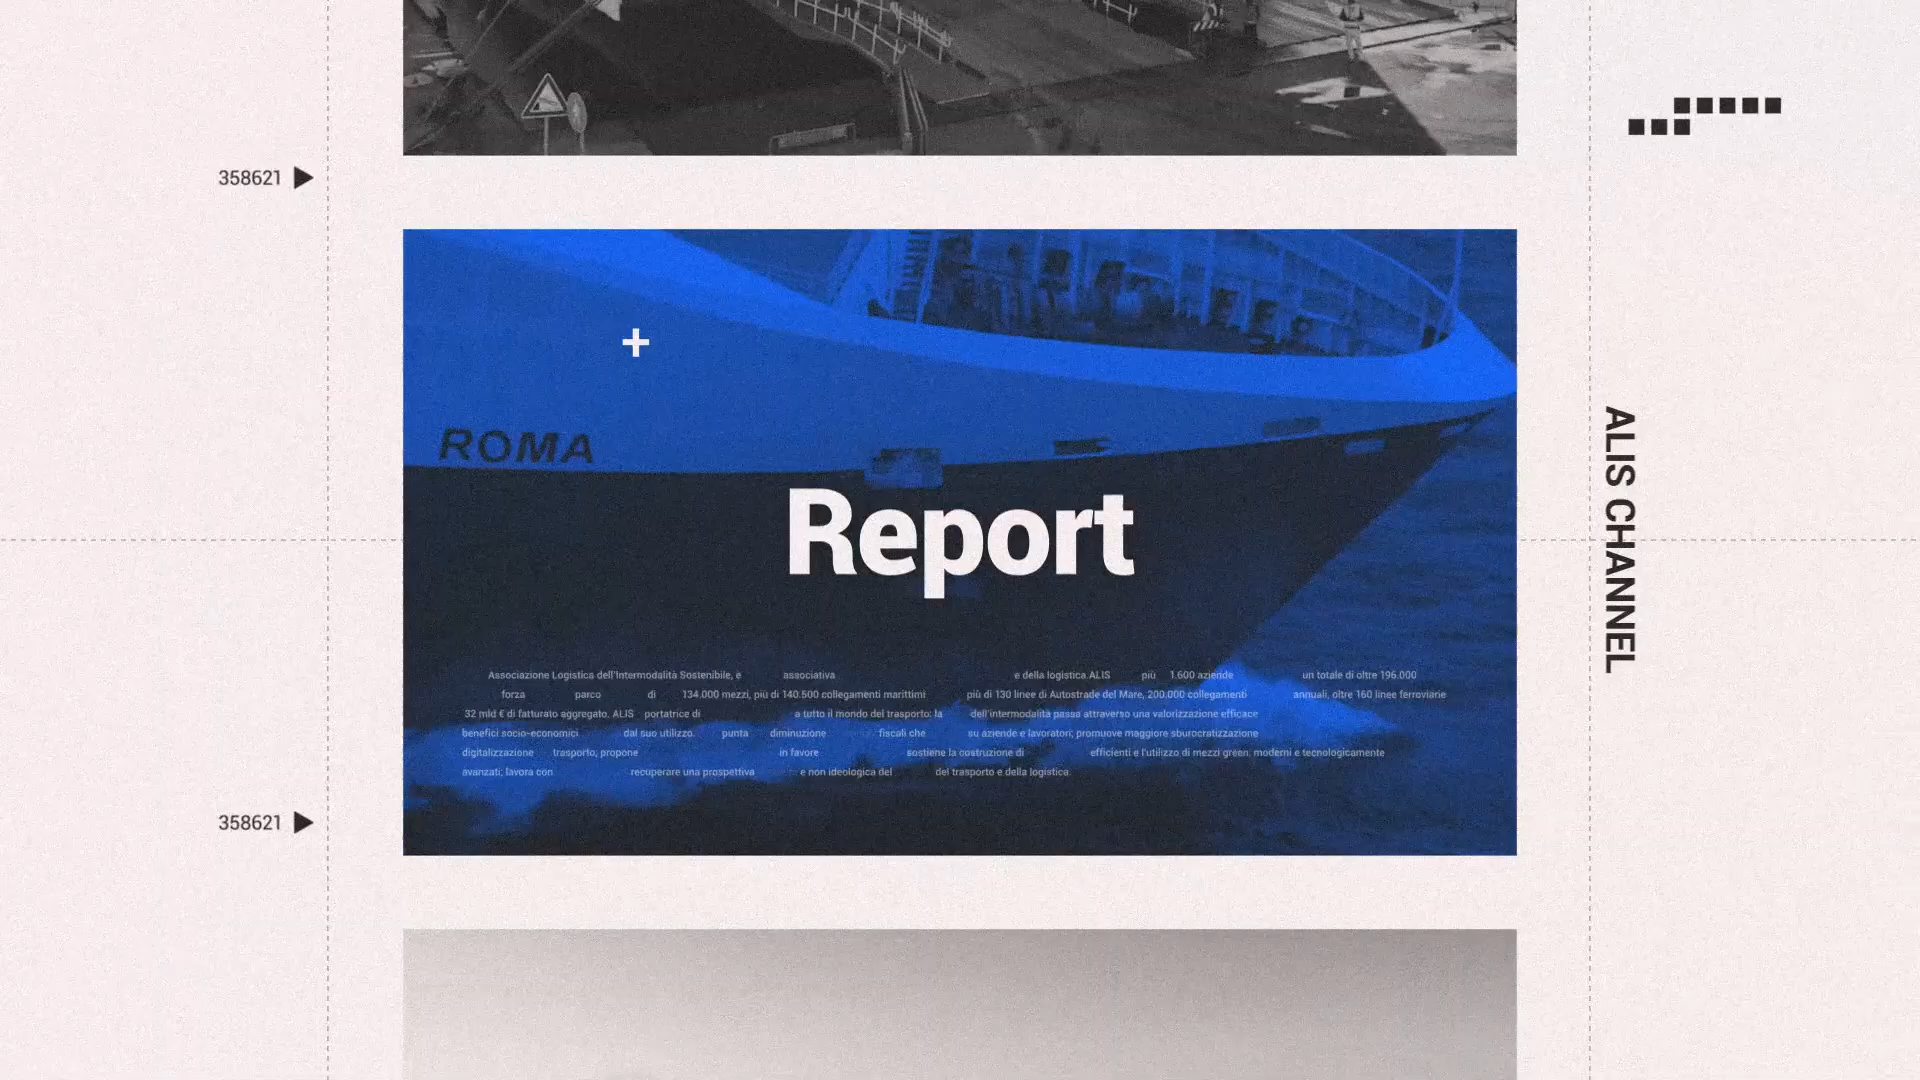 358621
ROMA
Report
ALIS CHANNEL
Associazione Logistica dell'Intermodalità Sostenibile, è associativa e della logistica.ALIS più 1.600 aziende un totale di oltre 196.000
forza parco di 134.000 mezzi, più di 140.500 collegamenti marittimi più di 130 linee di Autostrade del Mare, 200.000 collegamenti annuali, oltre 160 linee ferroviarie
32 mld € di fatturato aggregato. ALIS portatrice di a tutto il mondo del trasporto: la dell'intermodalità passa attraverso una valorizzazione efficace
benefici socio-economici dal suo utilizzo. punta diminuzione fiscali che su aziende e lavoratori; promuove maggiore sburocratizzazione
digitalizzazione trasporto; propone in favore sostiene la costruzione di efficienti e l'utilizzo di mezzi green, moderni e tecnologicamente
avanzati; lavora con recuperare una prospettiva e non ideologica del del trasporto e della logistica.
358621